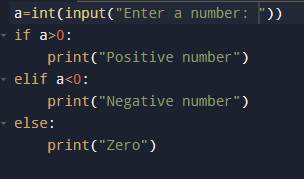 a=int(input("Enter a number: "))
if a>0:
    print("Positive number")
elif a<0:
    print("Negative number")
else:
    print("Zero")